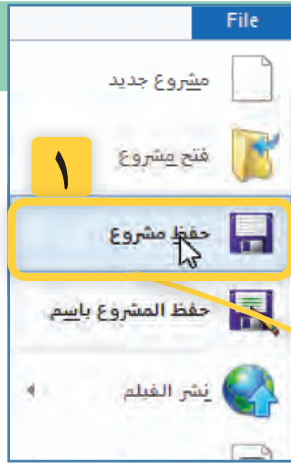 File
مشروع جديد
فتح مشروع
١
حفظ مشروع
حفظ المشروع باسم
نشر الفيلم